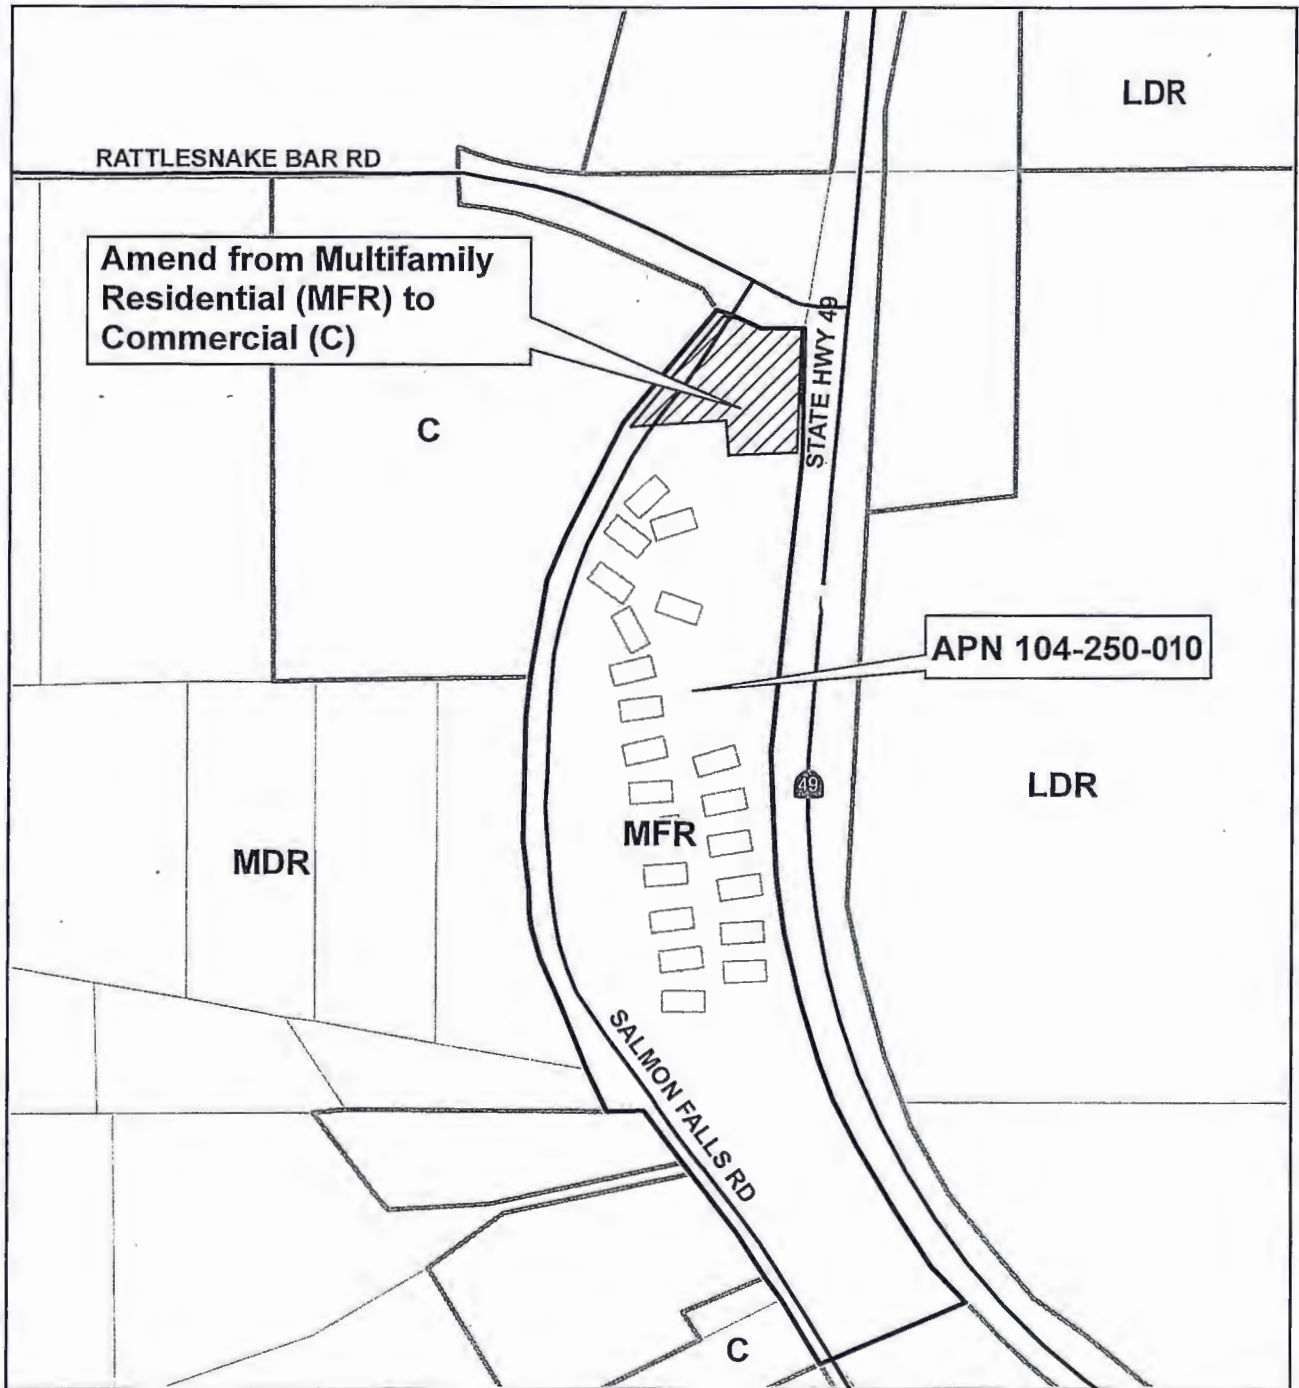 LDR
RATTLESNAKE BAR RD
Amend from Multifamily
Residential (MFR) to
Commercial (C)
STATE HWY 49
C
APN 104-250-010
49
LDR
MFR
MDR
SALMON FALLS RD
C